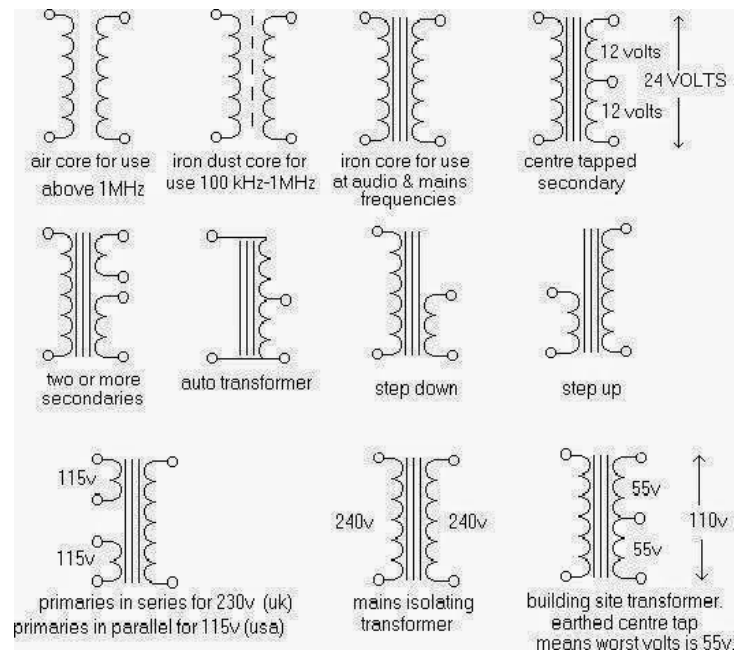 12 volts
24 VOLTS
12 volts
air core for use
above 1MHz
iron dust core for
use 100 kHz-1MHz
iron core for use
at audio & mains
frequencies
centre tapped
secondary
two or more
secondaries
auto transformer
step down
step up
115v
115v
primaries in series for 230v (uk)
primaries in parallel for 115v (usa)
240v
240v
mains isolating
transformer
55v
110v
55v
building site transformer.
earthed centre tap
means worst volts is 55v.